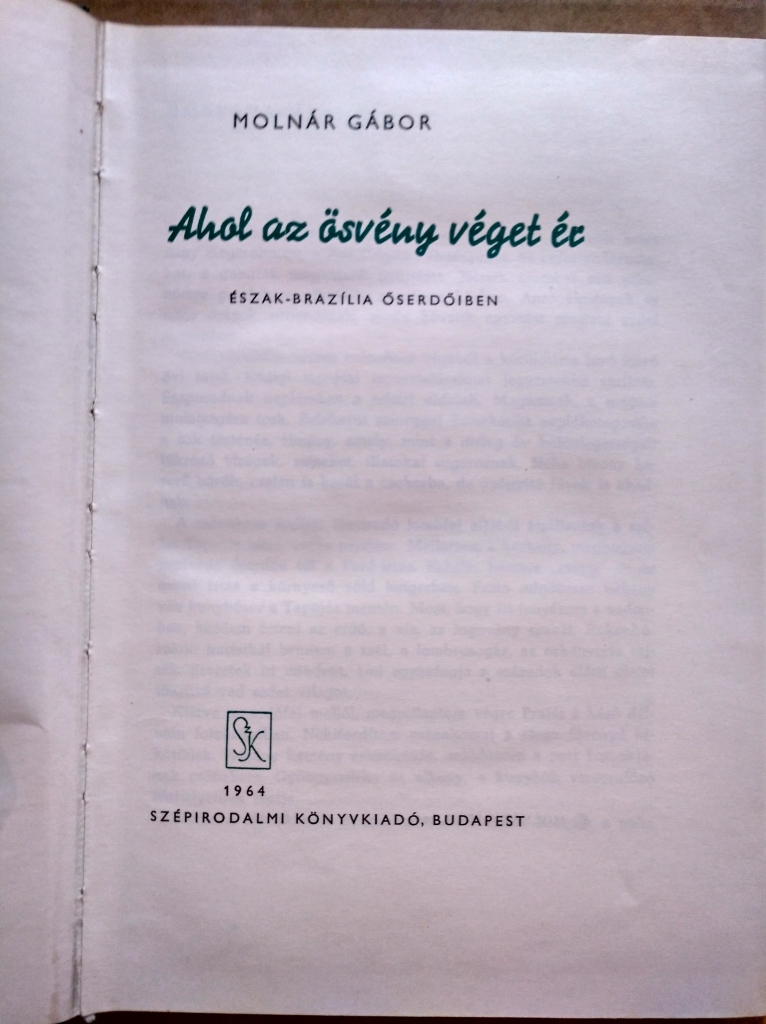 MOLNÁR GÁBOR
Ahol az ösvény véget ér
ÉSZAK-BRAZÍLIA ŐSERDŐIBEN
SzK
1964
SZÉPIRODALMI KÖNYVKIADÓ, BUDAPEST